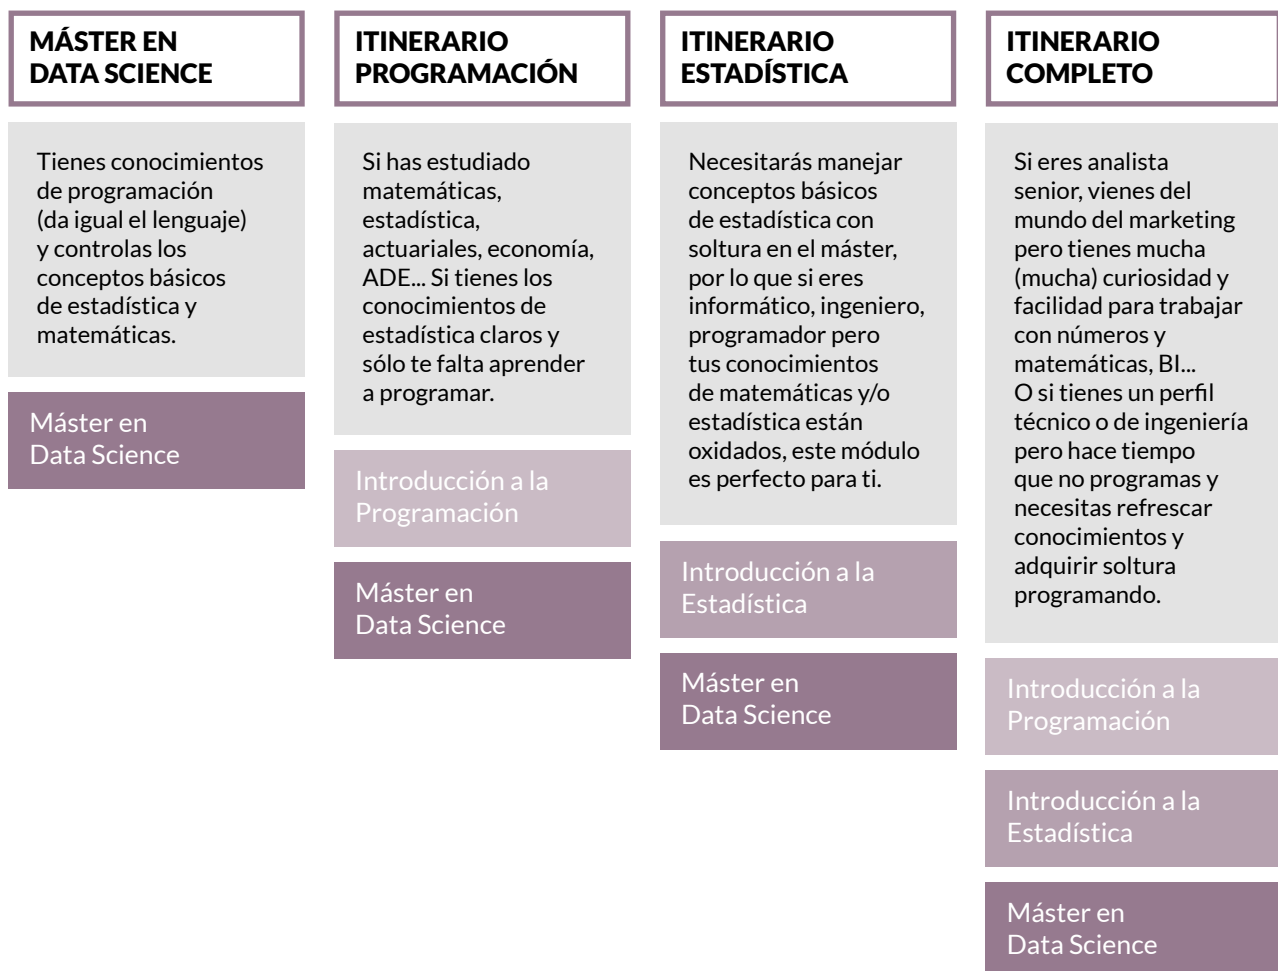 MÁSTER EN
DATA SCIENCE
Tienes conocimientos
de programación
(da igual el lenguaje)
y controlas los
conceptos básicos
de estadística y
matemáticas.
Máster en
Data Science
ITINERARIO
PROGRAMACIÓN
Si has estudiado
matemáticas,
estadística,
actuariales, economía,
ADE... Si tienes los
conocimientos de
estadística claros y
sólo te falta aprender
a programar.
Introducción a la
Programación
Máster en
Data Science
ITINERARIO
ESTADÍSTICA
Necesitarás manejar
conceptos básicos
de estadística con
soltura en el máster,
por lo que si eres
informático, ingeniero,
programador pero
tus conocimientos
de matemáticas y/o
estadística están
oxidados, este módulo
es perfecto para ti.
Introducción a la
Estadística
Máster en
Data Science
ITINERARIO
COMPLETO
Si eres analista
senior, vienes del
mundo del marketing
pero tienes mucha
(mucha) curiosidad y
facilidad para trabajar
con números y
matemáticas, BI...
O si tienes un perfil
técnico o de ingeniería
pero hace tiempo
que no programas y
necesitas refrescar
conocimientos y
adquirir soltura
programando.
Introducción a la
Programación
Introducción a la
Estadística
Máster en
Data Science